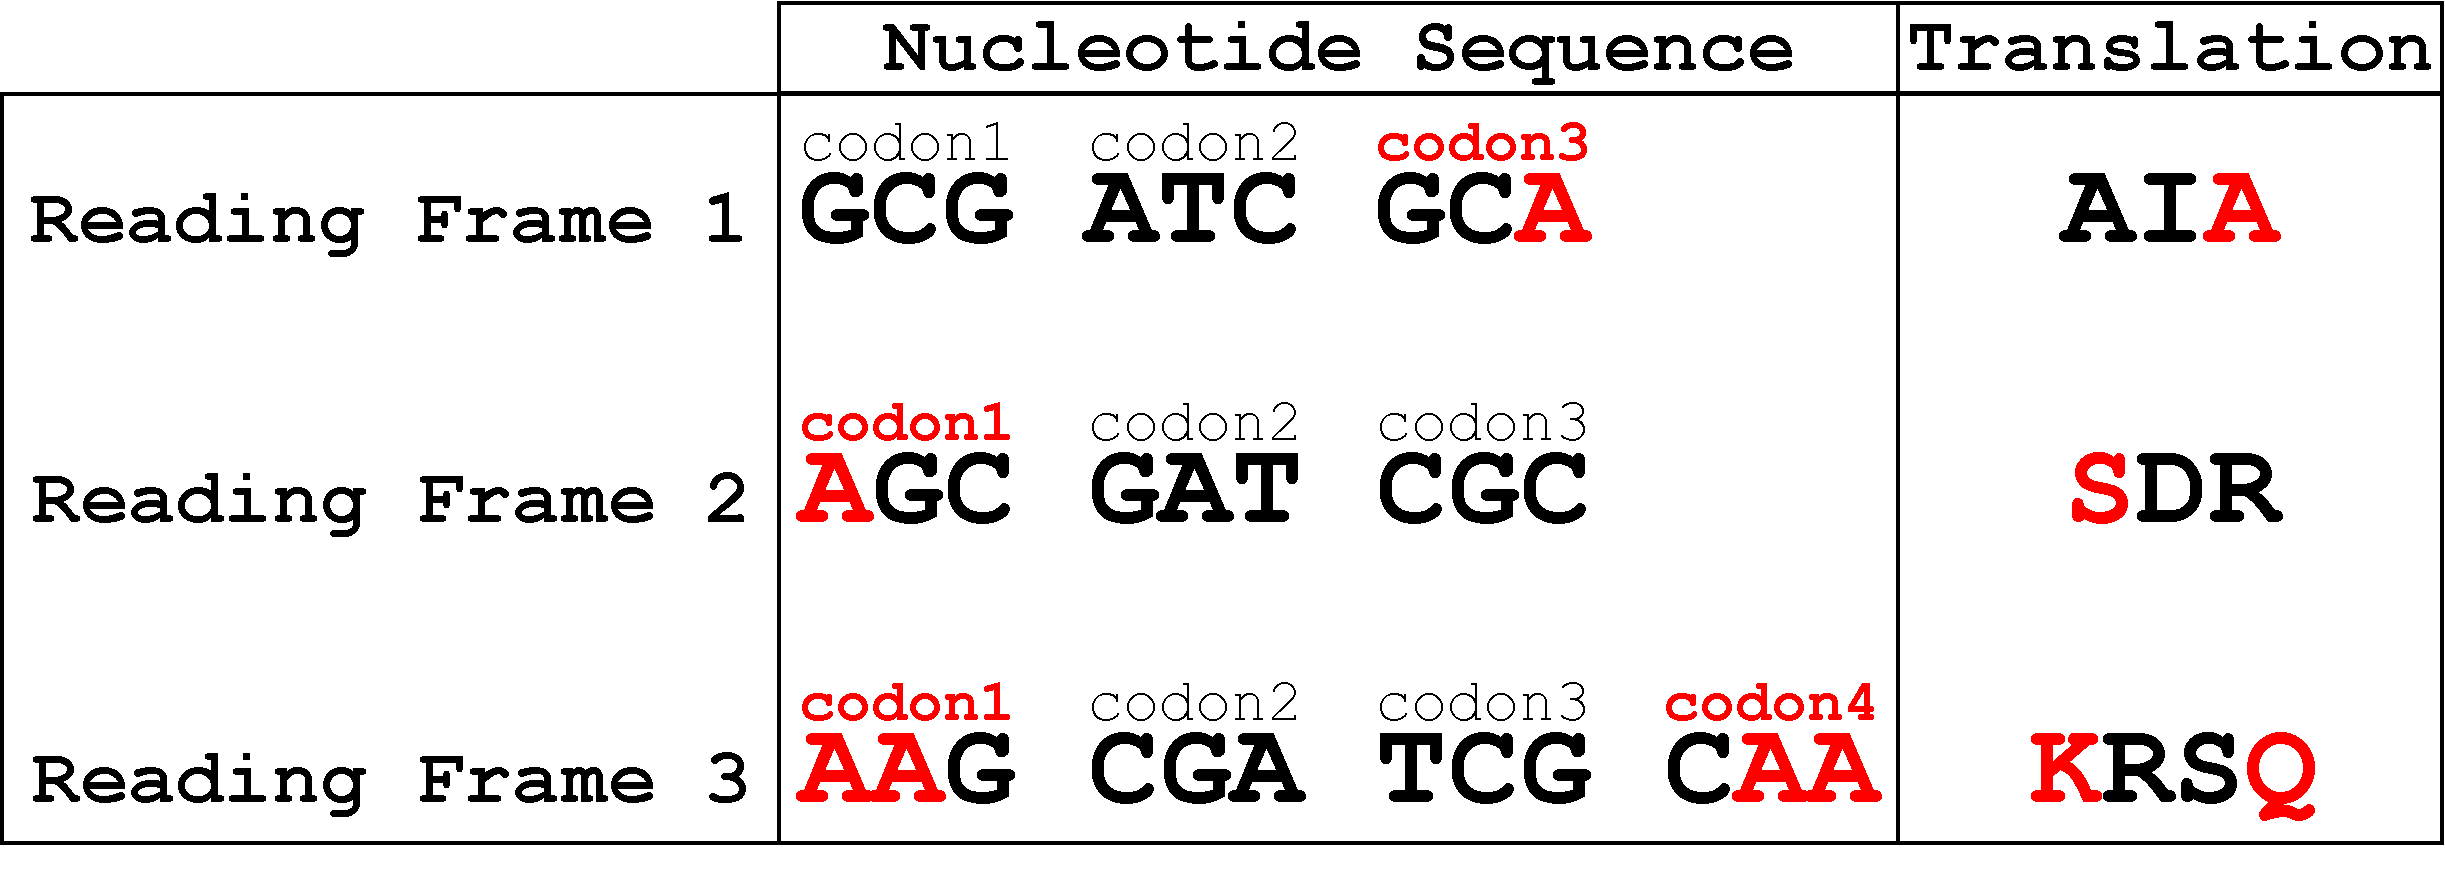 Nucleotide Sequence Translation
codon1 codon2 codon3
Reading Frame 1 GCG ATC GCA AIA
codon1 codon2 codon3
Reading Frame 2 AGC GAT CGC SDR
codon1 codon2 codon3 codon4
Reading Frame 3 AAG CGA TCG CAA KRSQ